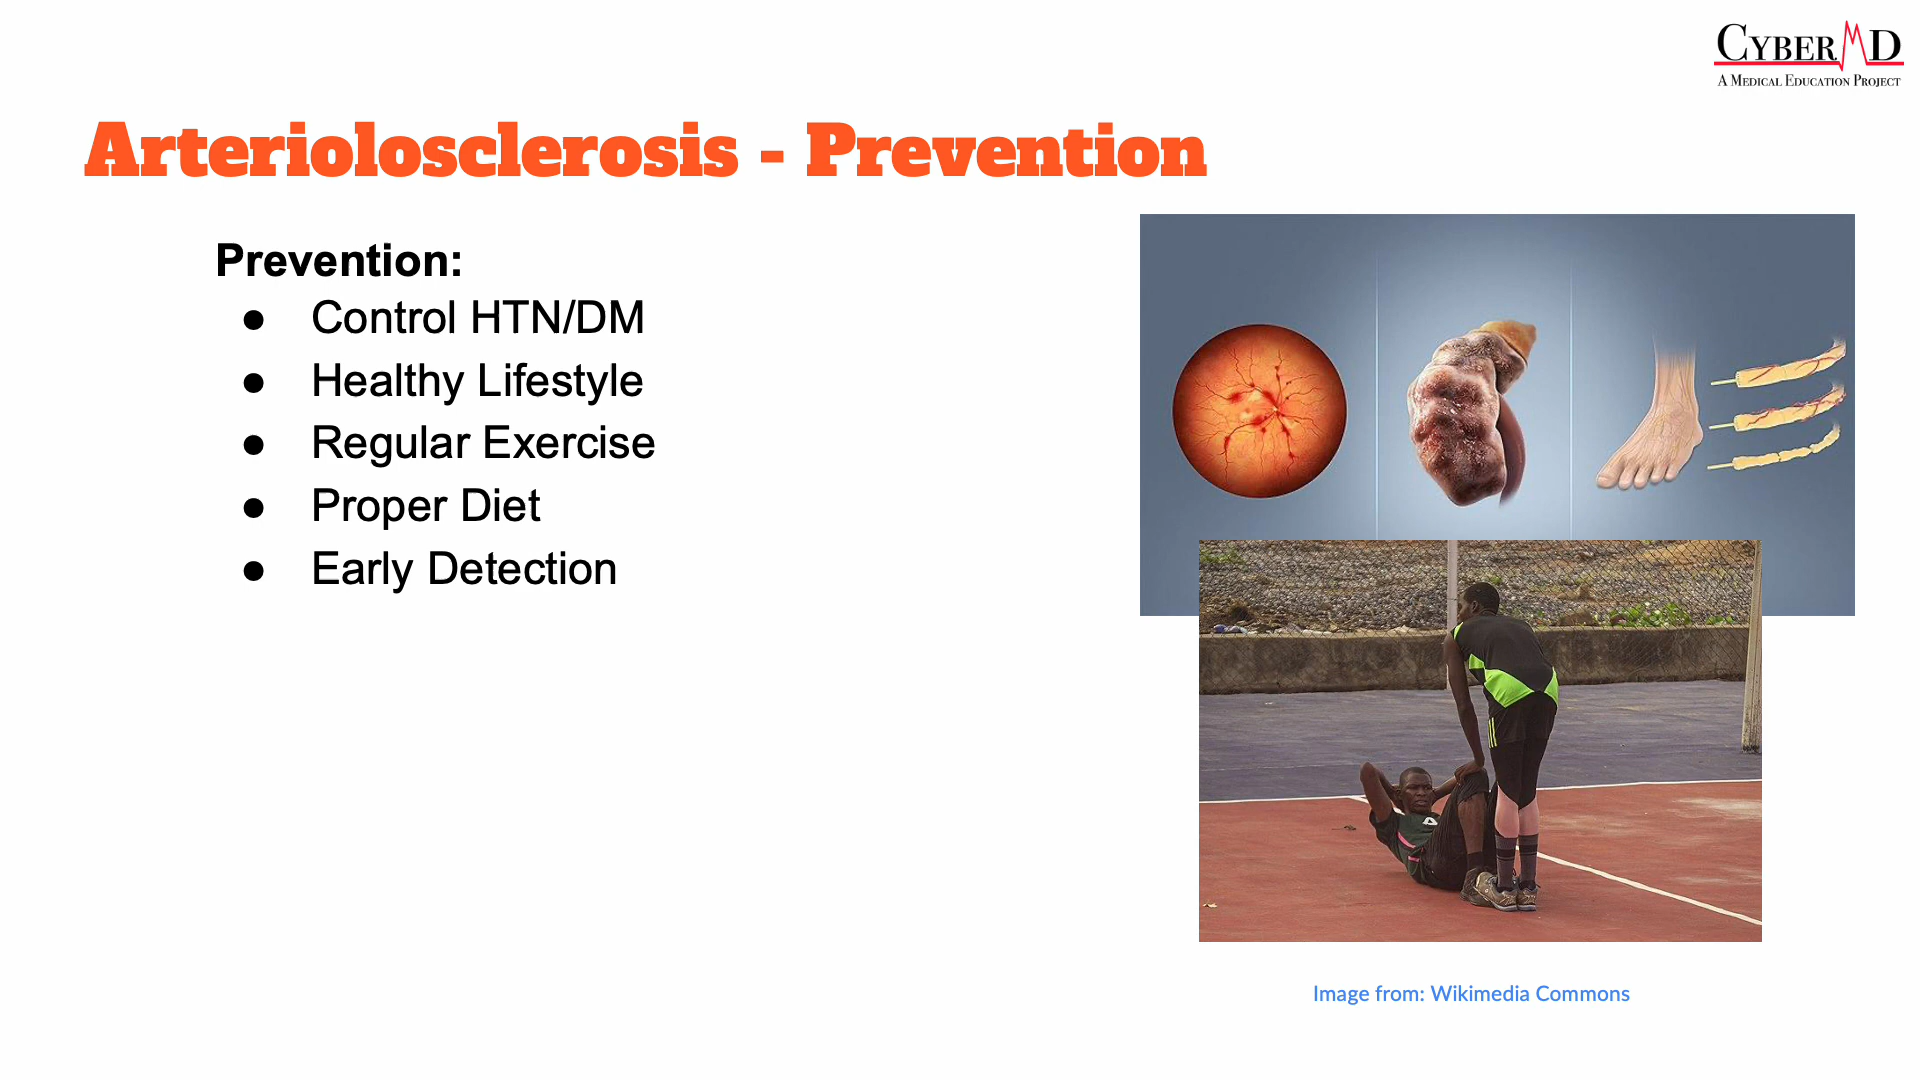 CYBERMD
A MEDICAL EDUCATION PROJECT
Arteriolosclerosis - Prevention
Prevention:
● Control HTN/DM
● Healthy Lifestyle
● Regular Exercise
● Proper Diet
● Early Detection
Image from: Wikimedia Commons